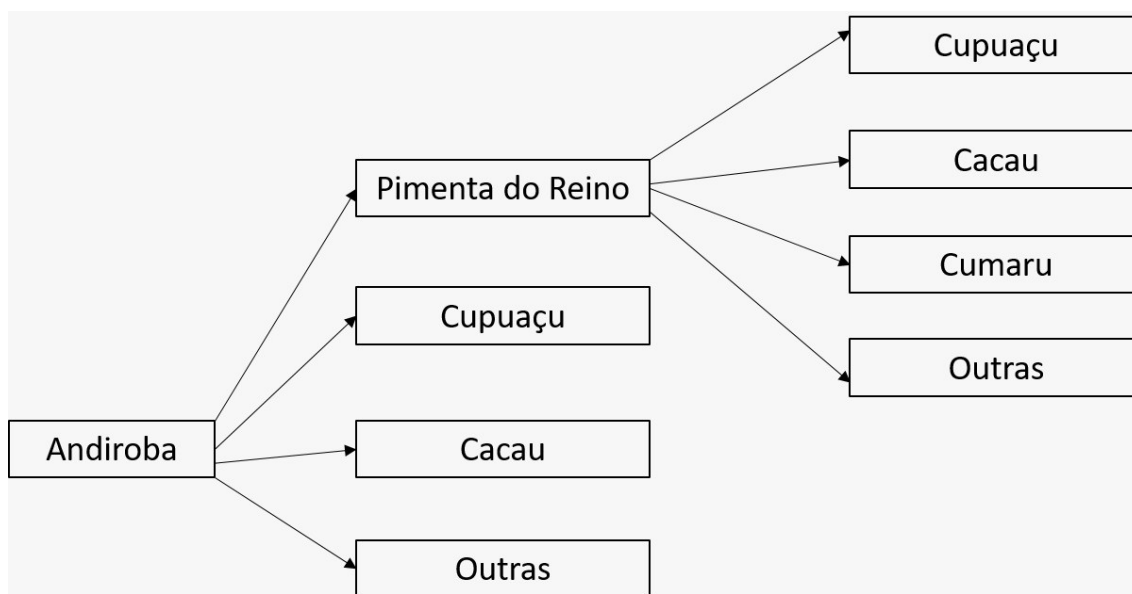 Andiroba
Pimenta do Reino
Cupuaçu
Cacau
Outras
Cupuaçu
Cacau
Cumaru
Outras